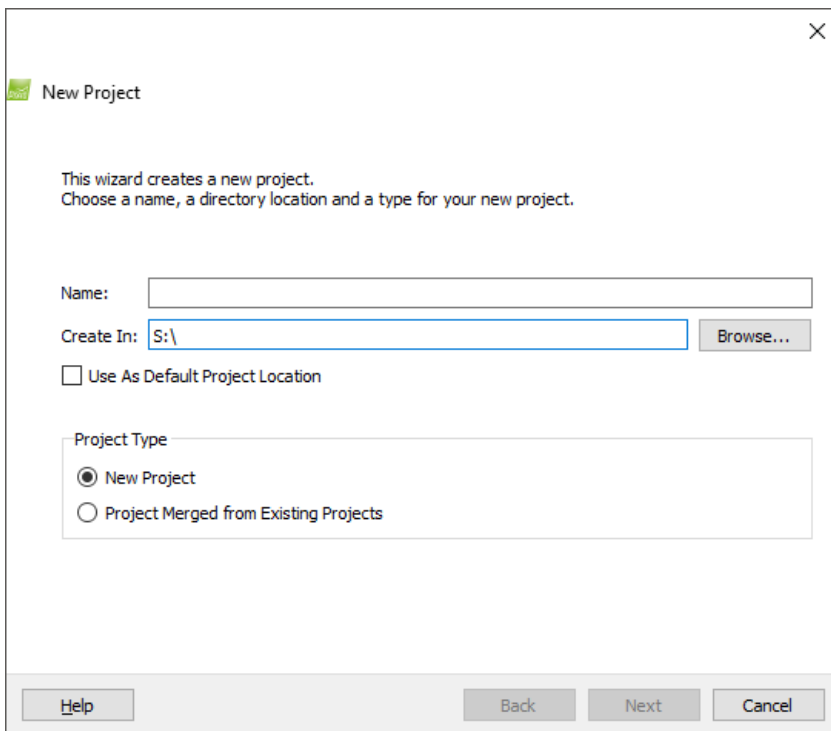 New Project
This wizard creates a new project.
Choose a name, a directory location and a type for your new project.
Name:
Create In: S:\ Browse...
Use As Default Project Location
Project Type
New Project
Project Merged from Existing Projects
Help Back Next Cancel